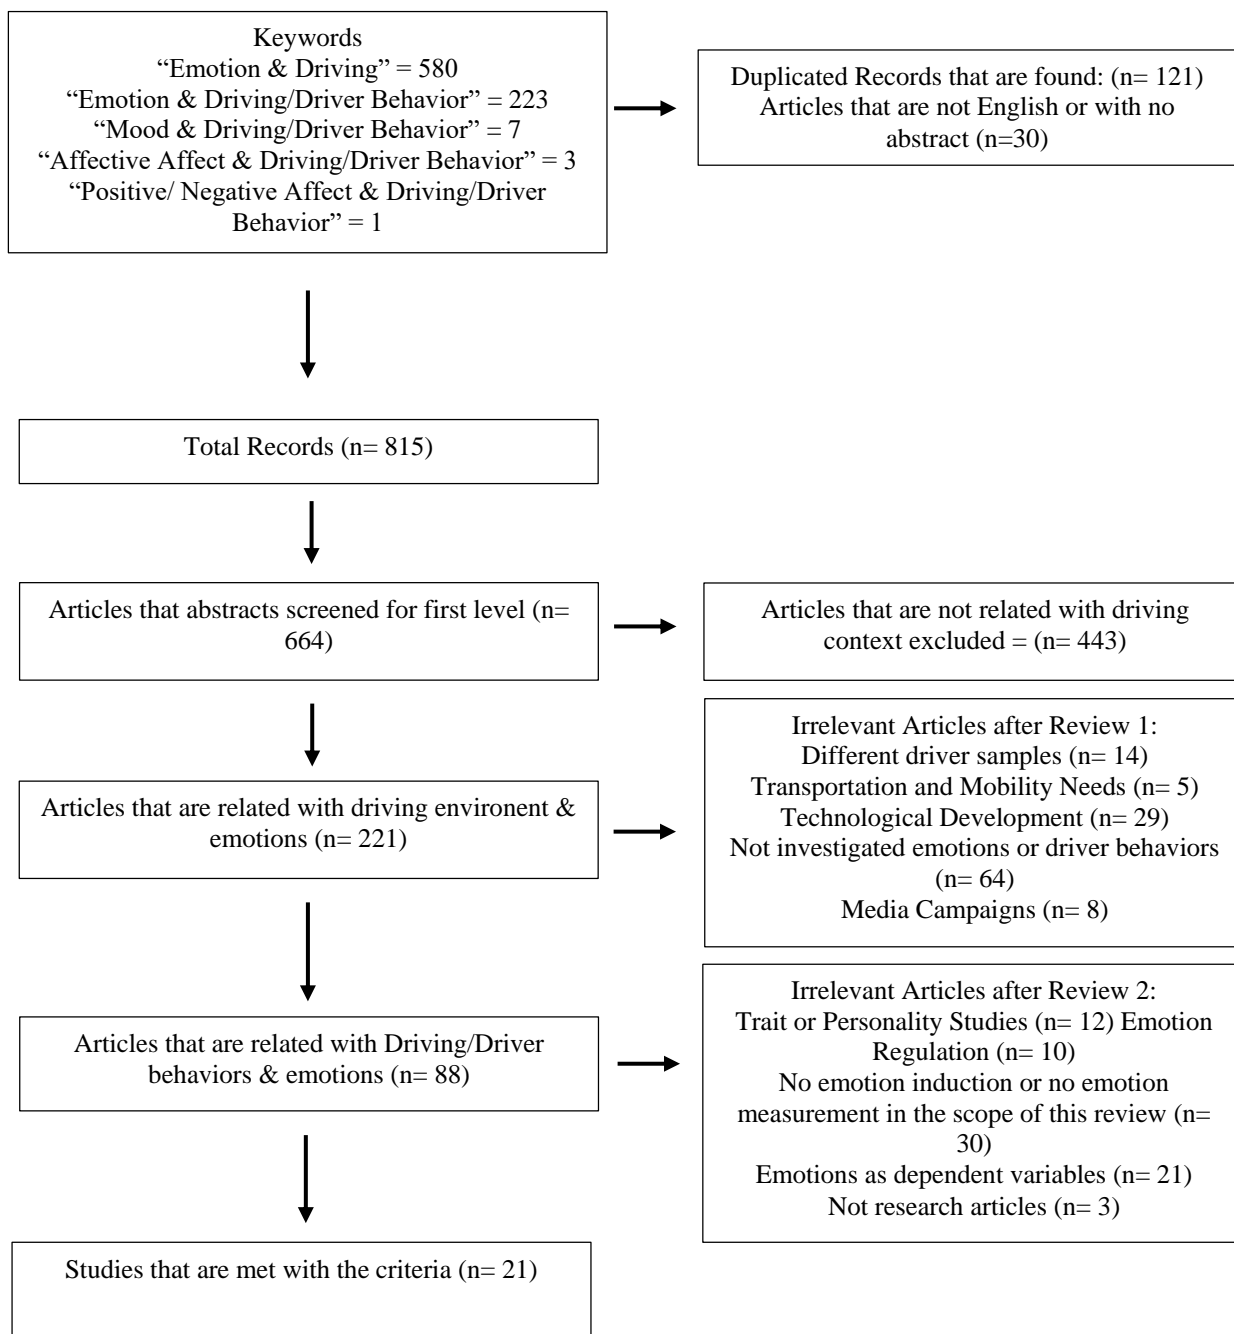 Keywords
“Emotion & Driving” = 580
“Emotion & Driving/Driver Behavior” = 223
“Mood & Driving/Driver Behavior” = 7
“Affective Affect & Driving/Driver Behavior” = 3
“Positive/ Negative Affect & Driving/Driver
Behavior” = 1
Duplicated Records that are found: (n= 121)
Articles that are not English or with no
abstract (n=30)
Total Records (n= 815)
Articles that abstracts screened for first level (n=
664)
Articles that are not related with driving
context excluded = (n= 443)
Articles that are related with driving environent &
emotions (n= 221)
Irrelevant Articles after Review 1:
Different driver samples (n= 14)
Transportation and Mobility Needs (n= 5)
Technological Development (n= 29)
Not investigated emotions or driver behaviors
(n= 64)
Media Campaigns (n= 8)
Articles that are related with Driving/Driver
behaviors & emotions (n= 88)
Irrelevant Articles after Review 2:
Trait or Personality Studies (n= 12) Emotion
Regulation (n= 10)
No emotion induction or no emotion
measurement in the scope of this review (n=
30)
Emotions as dependent variables (n= 21)
Not research articles (n= 3)
Studies that are met with the criteria (n= 21)